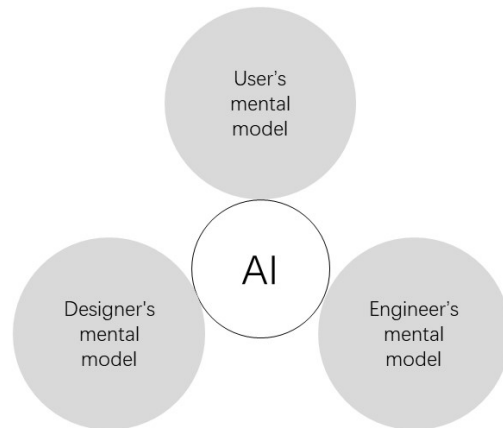 User’s
mental
model
AI
Designer's
mental
model
Engineer’s
mental
model